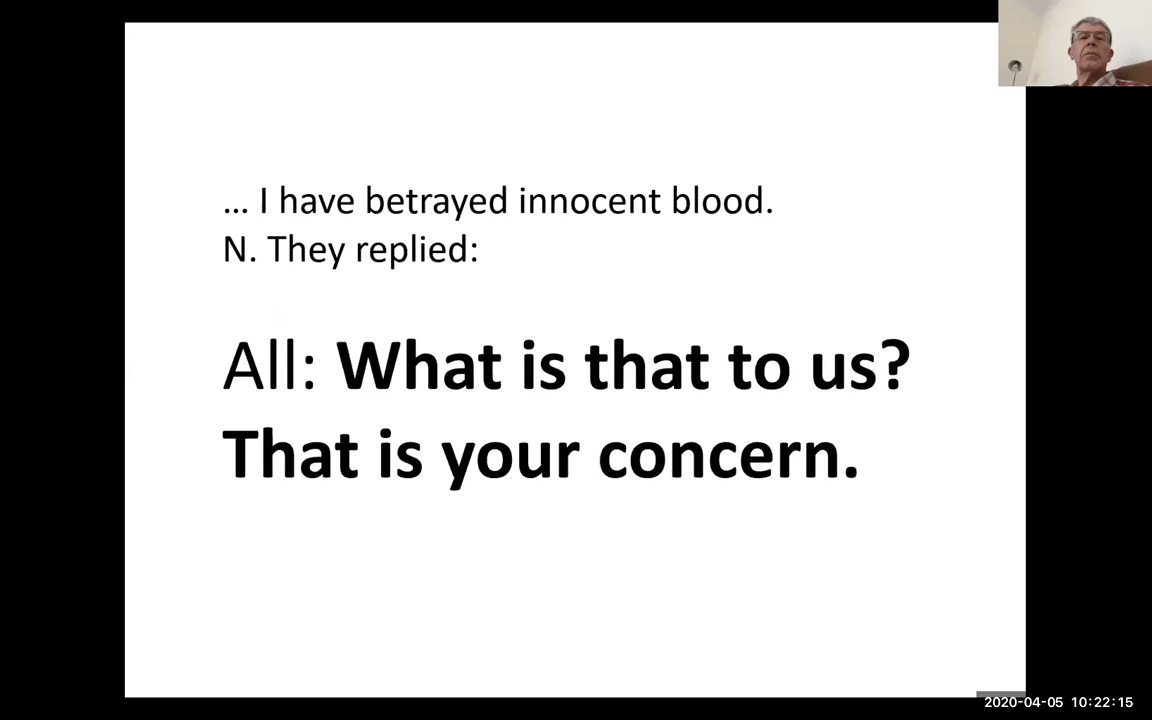 ... I have betrayed innocent blood.
N. They replied:
All: What is that to us?
That is your concern.
2020-04-05 10:22:15